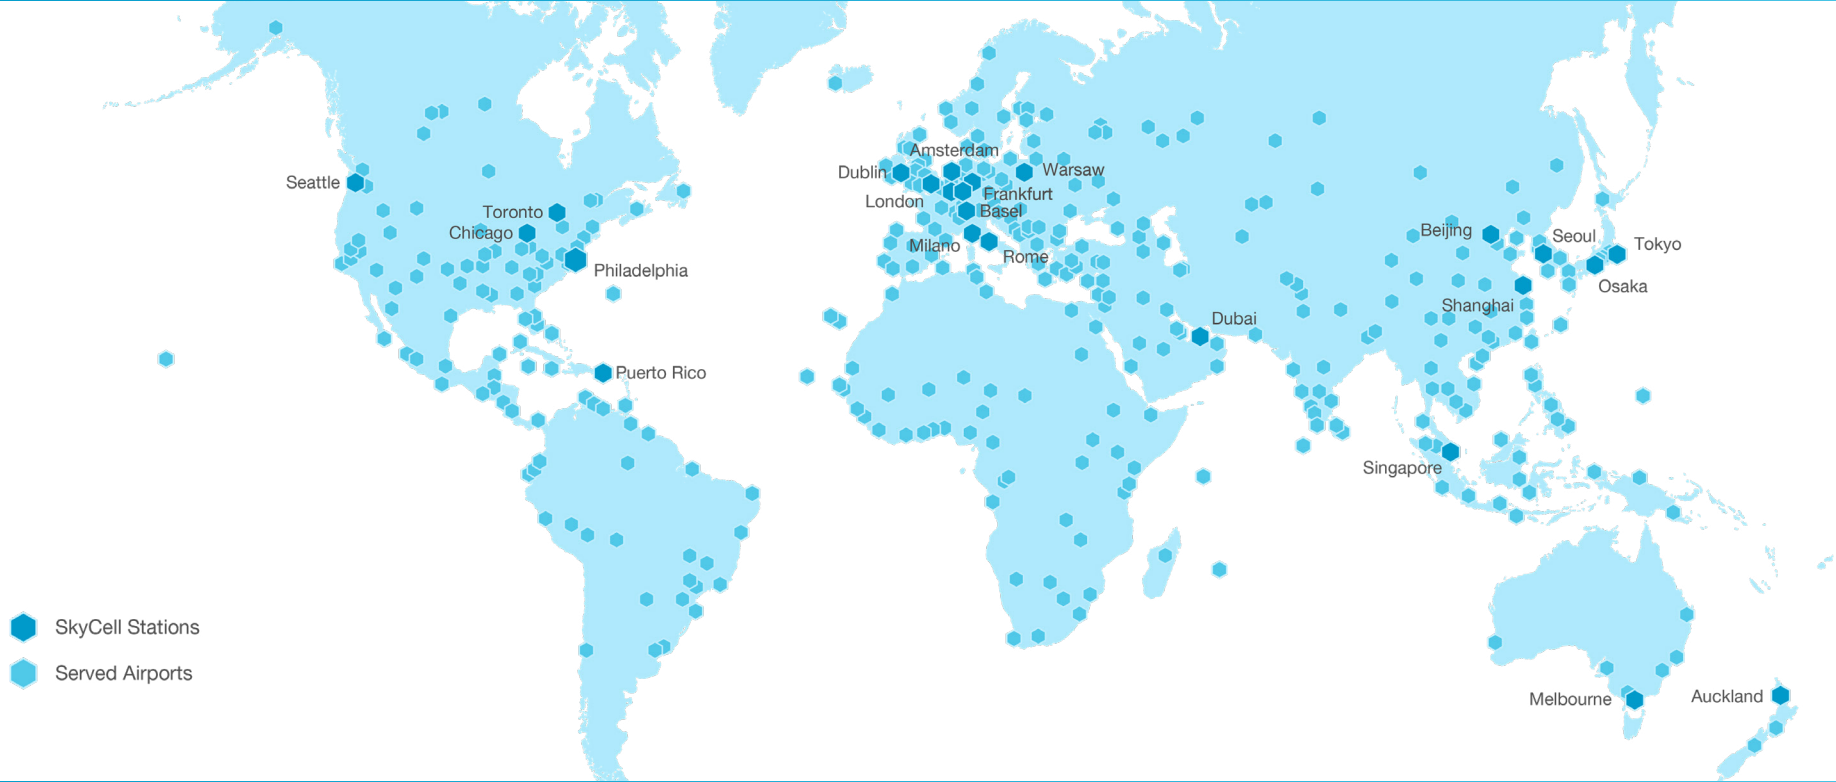 Amsterdam
Dublin
Warsaw
Seattle
London
Frankfurt
Toronto
Basel
Chicago
Milano
Rome
Beijing
Seoul
Tokyo
Philadelphia
Osaka
Shanghai
Dubai
Puerto Rico
Singapore
SkyCell Stations
Served Airports
Melbourne
Auckland